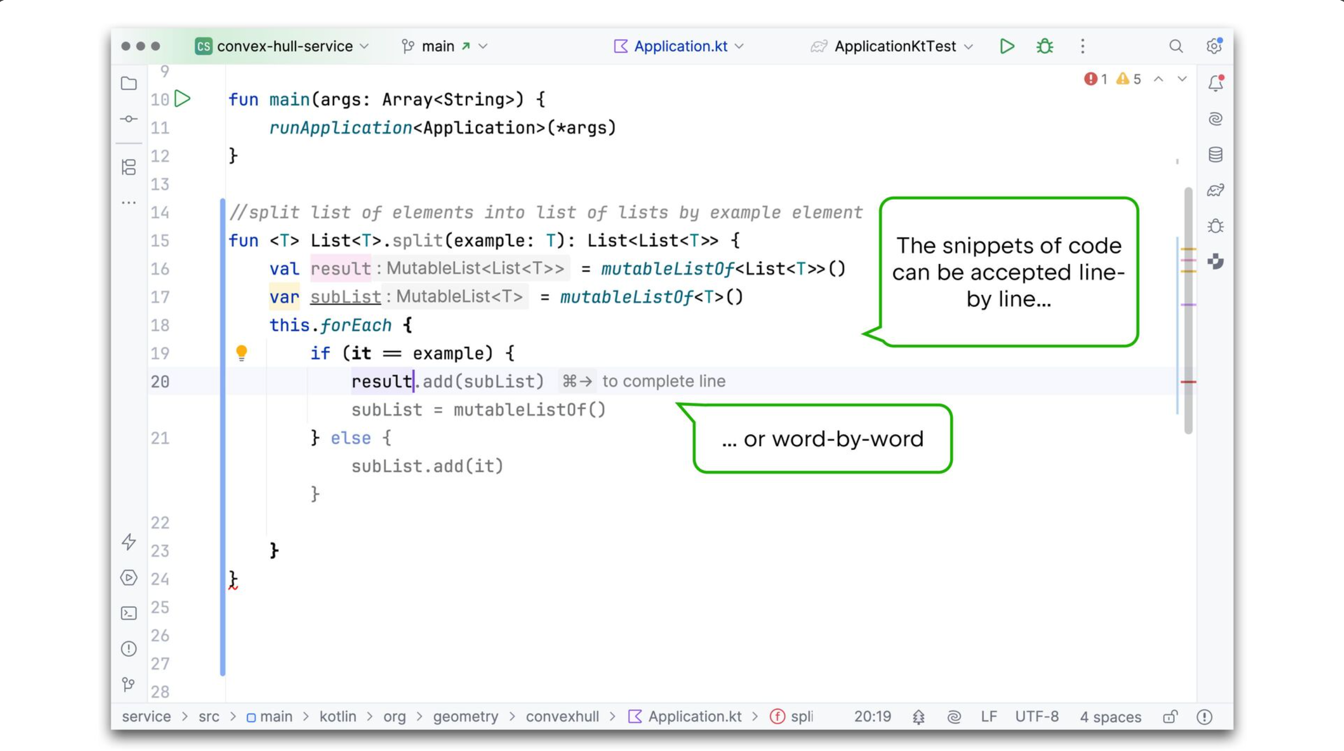 CS convex-hull-service main Application.kt ApplicationKtTest
1 5
9
10 fun main(args: Array<String>) {
11 runApplication<Application>(*args)
12 }
13
14 //split list of elements into list of lists by example element
15 fun <T> List<T>.split(example: T): List<List<T>> {
16 val result : MutableList<List<T>> = mutableListOf<List<T>>()
17 var subList : MutableList<T> = mutableListOf<T>()
18 this.forEach {
19 if (it == example) {
20 result.add(subList) ⌘→ to complete line
subList = mutableListOf()
21 } else {
subList.add(it)
}
22
23 }
24 }
25
26
27
28
The snippets of code
can be accepted line-
by line...
... or word-by-word
service > src > main > kotlin > org > geometry > convexhull > Application.kt > spli 20:19 LF UTF-8 4 spaces